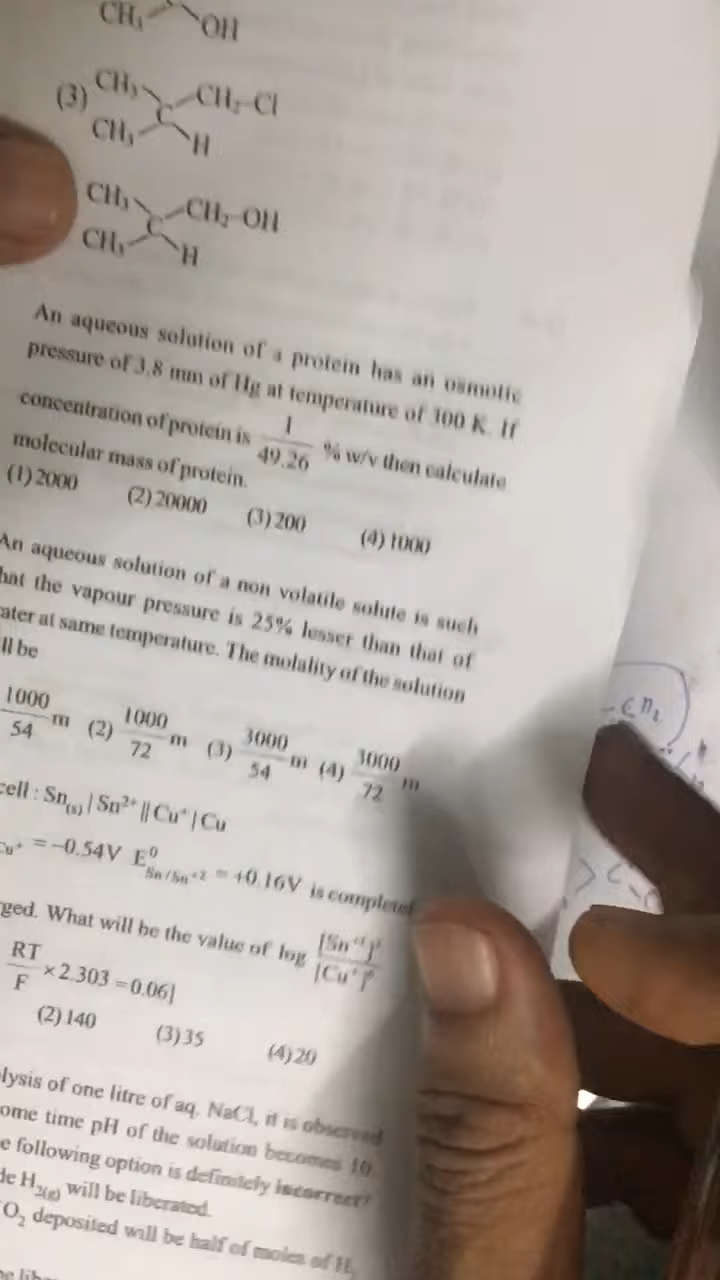 CH₃ OH
(3) CH₃ CH₂-Cl
C
CH₃ H
CH₃ CH₂-OH
C
CH₃ H
An aqueous solution of a protein has an osmotic
pressure of 3.8 mm of Hg at temperature of 300 K. If
concentration of protein is 1/49.26 % w/v then calculate
molecular mass of protein.
(1) 2000 (2) 20000 (3) 200 (4) 1000
An aqueous solution of a non volatile solute is such
hat the vapour pressure is 25% lesser than that of
ater at same temperature. The molality of the solution
ll be
1000/54 m (2) 1000/72 m (3) 3000/54 m (4) 3000/72 m
cell : Sn(s) | Sn²⁺ || Cu⁺ | Cu
Cu⁺ = −0.54V E⁰ Sn/Sn⁺² = +0.16V is complete
ged. What will be the value of log [Sn⁺²] / [Cu⁺]
RT/F × 2.303 = 0.06]
(2) 140 (3) 35 (4) 20
lysis of one litre of aq. NaCl, it is observed
ome time pH of the solution becomes 10.
e following option is definitely incorrect?
de H₂(g) will be liberated.
O₂ deposited will be half of moles of H₂